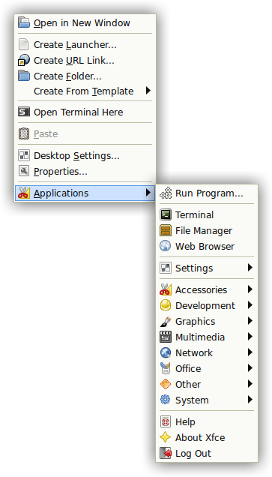 Open in New Window
Create Launcher...
Create URL Link...
Create Folder...
Create From Template
Open Terminal Here
Paste
Desktop Settings...
Properties...
Applications
Run Program...
Terminal
File Manager
Web Browser
Settings
Accessories
Development
Graphics
Multimedia
Network
Office
Other
System
Help
About Xfce
Log Out